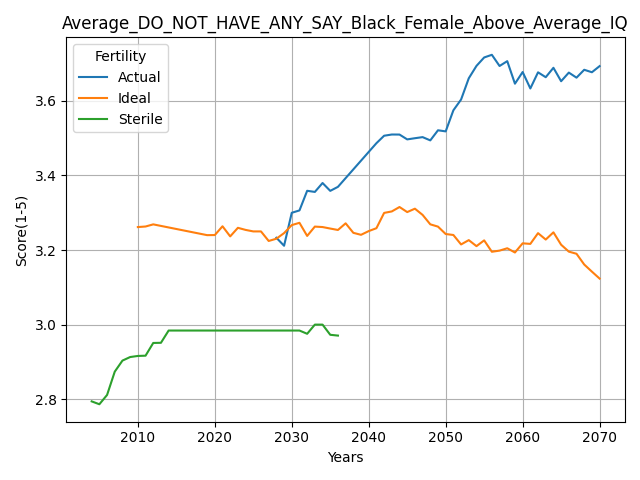 Average_DO_NOT_HAVE_ANY_SAY_Black_Female_Above_Average_IQ
Fertility
Actual
Ideal
Sterile
Score(1-5)
3.6
3.4
3.2
3.0
2.8
2010 2020 2030 2040 2050 2060 2070
Years